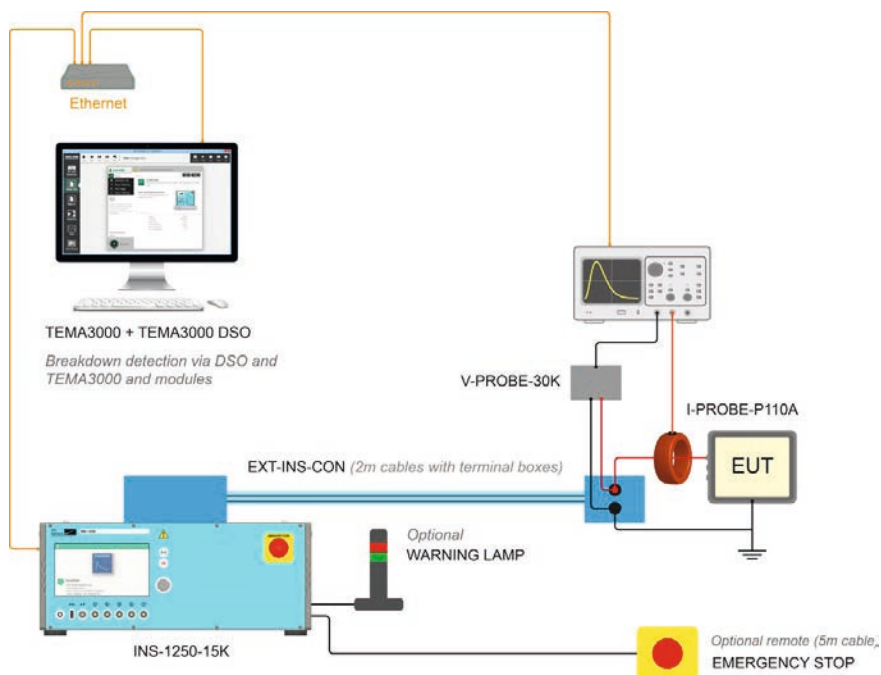 Ethernet
TEMA3000 + TEMA3000 DSO
Breakdown detection via DSO and
TEMA3000 and modules
V-PROBE-30K
I-PROBE-P110A
EUT
EXT-INS-CON (2m cables with terminal boxes)
Optional
WARNING LAMP
INS-1250-15K
Optional remote (5m cable,
EMERGENCY STOP